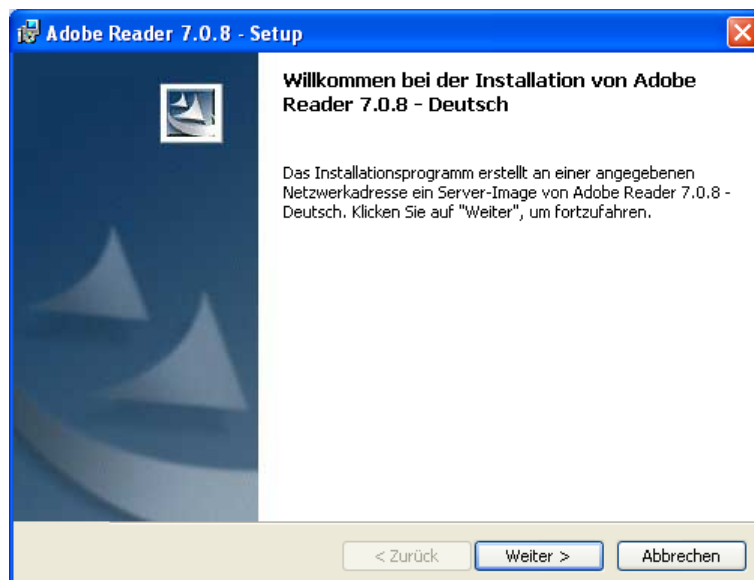 Adobe Reader 7.0.8 - Setup
Willkommen bei der Installation von Adobe
Reader 7.0.8 - Deutsch
Das Installationsprogramm erstellt an einer angegebenen
Netzwerkadresse ein Server-Image von Adobe Reader 7.0.8 -
Deutsch. Klicken Sie auf "Weiter", um fortzufahren.
< Zurück Weiter > Abbrechen